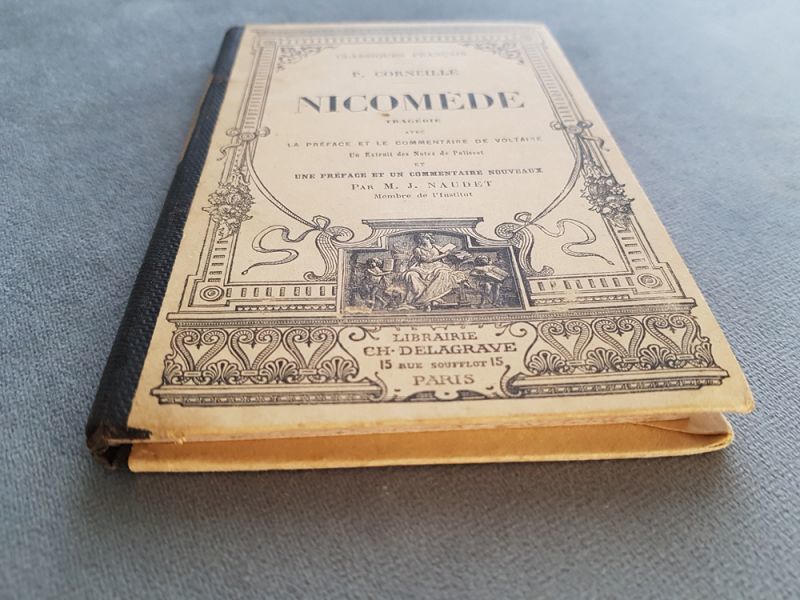 CLASSIQUES FRANÇAIS
P. CORNEILLE
NICOMÈDE
TRAGÉDIE
AVEC
LA PRÉFACE ET LE COMMENTAIRE DE VOLTAIRE
Un Extrait des Notes de Palissot
ET
UNE PRÉFACE ET UN COMMENTAIRE NOUVEAUX
PAR M. J. NAUDET
Membre de l'Institut
LIBRAIRIE
CH. DELAGRAVE
15 RUE SOUFFLOT 15
PARIS